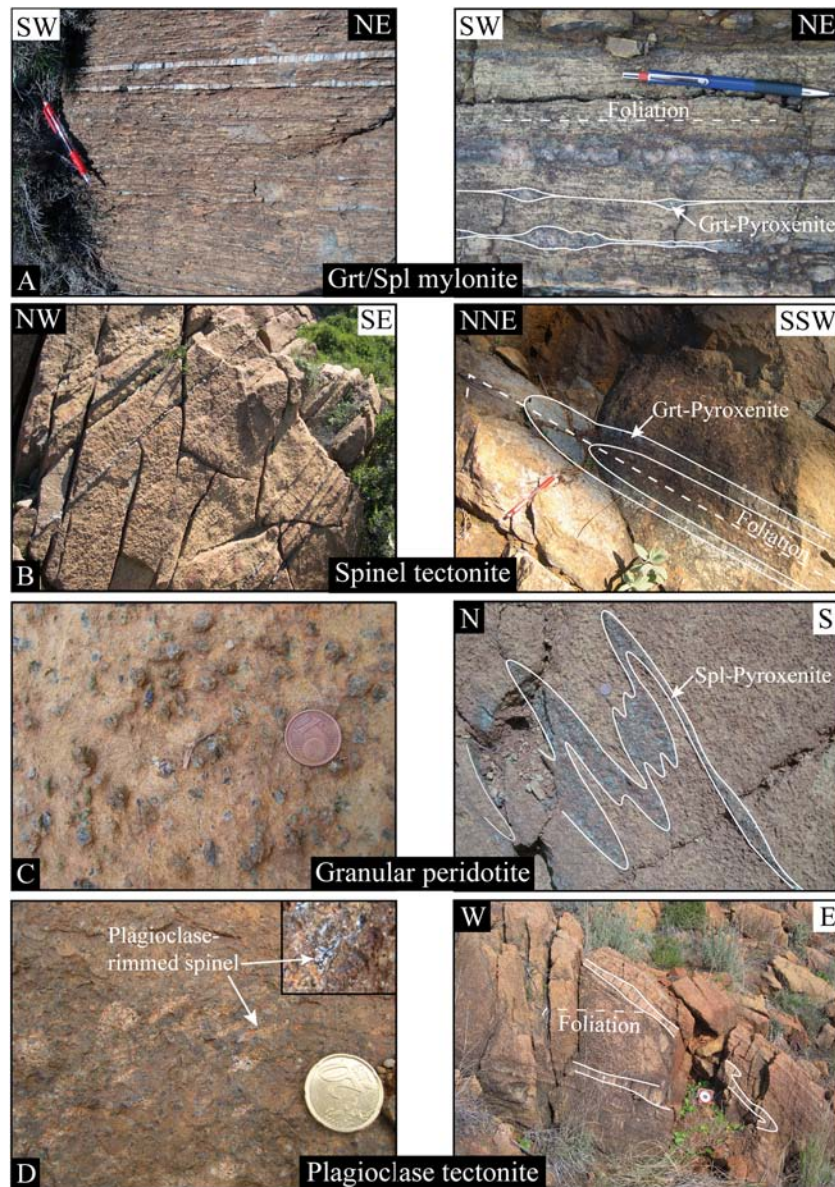 SW
NE
SW
NE
Foliation
Grt-Pyroxenite
A
Grt/Spl mylonite
NW
SE
NNE
SSW
Grt-Pyroxenite
Foliation
B
Spinel tectonite
N
S
Spl-Pyroxenite
C
Granular peridotite
Plagioclase-
rimmed spinel
W
E
Foliation
D
Plagioclase tectonite